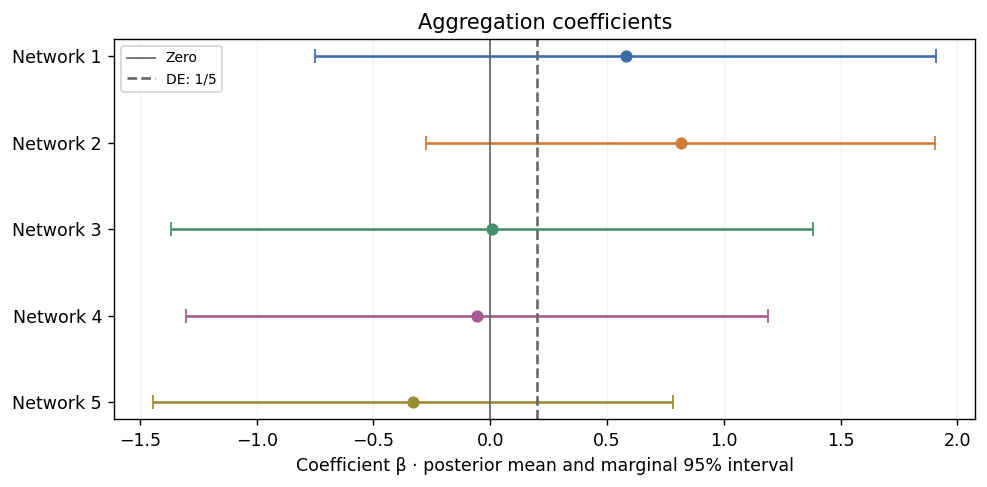 Aggregation coefficients
Zero
DE: 1/5
Network 1
Network 2
Network 3
Network 4
Network 5
−1.5 −1.0 −0.5 0.0 0.5 1.0 1.5 2.0
Coefficient β · posterior mean and marginal 95% interval